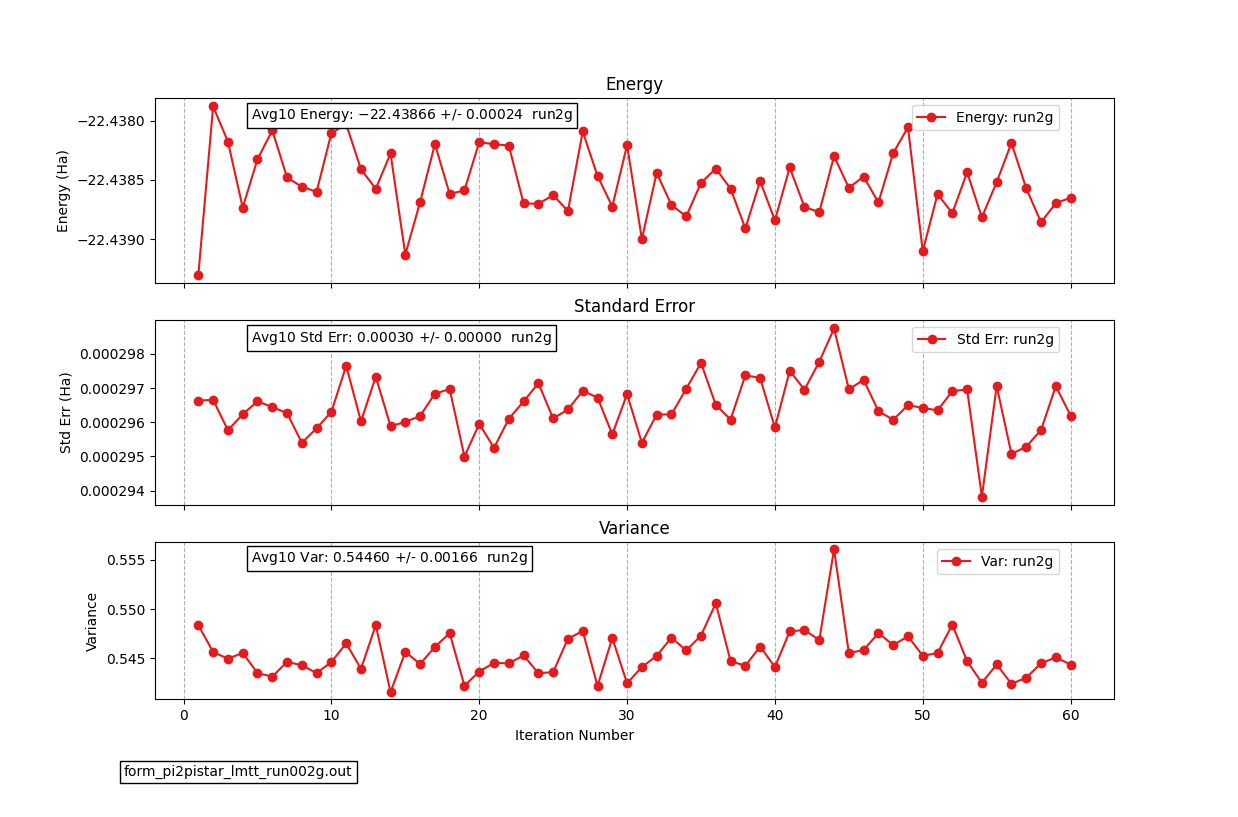 Energy
Avg10 Energy: −22.43866 +/- 0.00024 run2g
Energy: run2g
−22.4380
−22.4385
−22.4390
Energy (Ha)
Standard Error
Avg10 Std Err: 0.00030 +/- 0.00000 run2g
Std Err: run2g
0.000298
0.000297
0.000296
0.000295
0.000294
Std Err (Ha)
Variance
Avg10 Var: 0.54460 +/- 0.00166 run2g
Var: run2g
0.555
0.550
0.545
Variance
0 10 20 30 40 50 60
Iteration Number
form_pi2pistar_lmtt_run002g.out